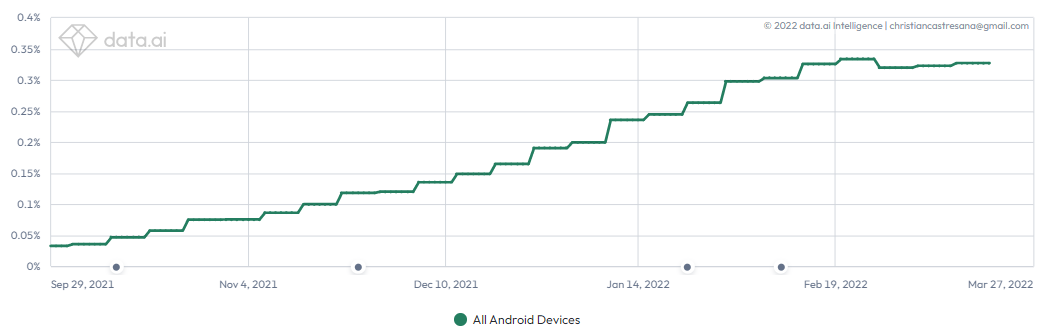 0.4%
© 2022 data.ai Intelligence | christiancastresana@gmail.com
data.ai
0.35%
0.3%
0.25%
0.2%
0.15%
0.1%
0.05%
0%
Sep 29, 2021 Nov 4, 2021 Dec 10, 2021 Jan 14, 2022 Feb 19, 2022 Mar 27, 2022
All Android Devices